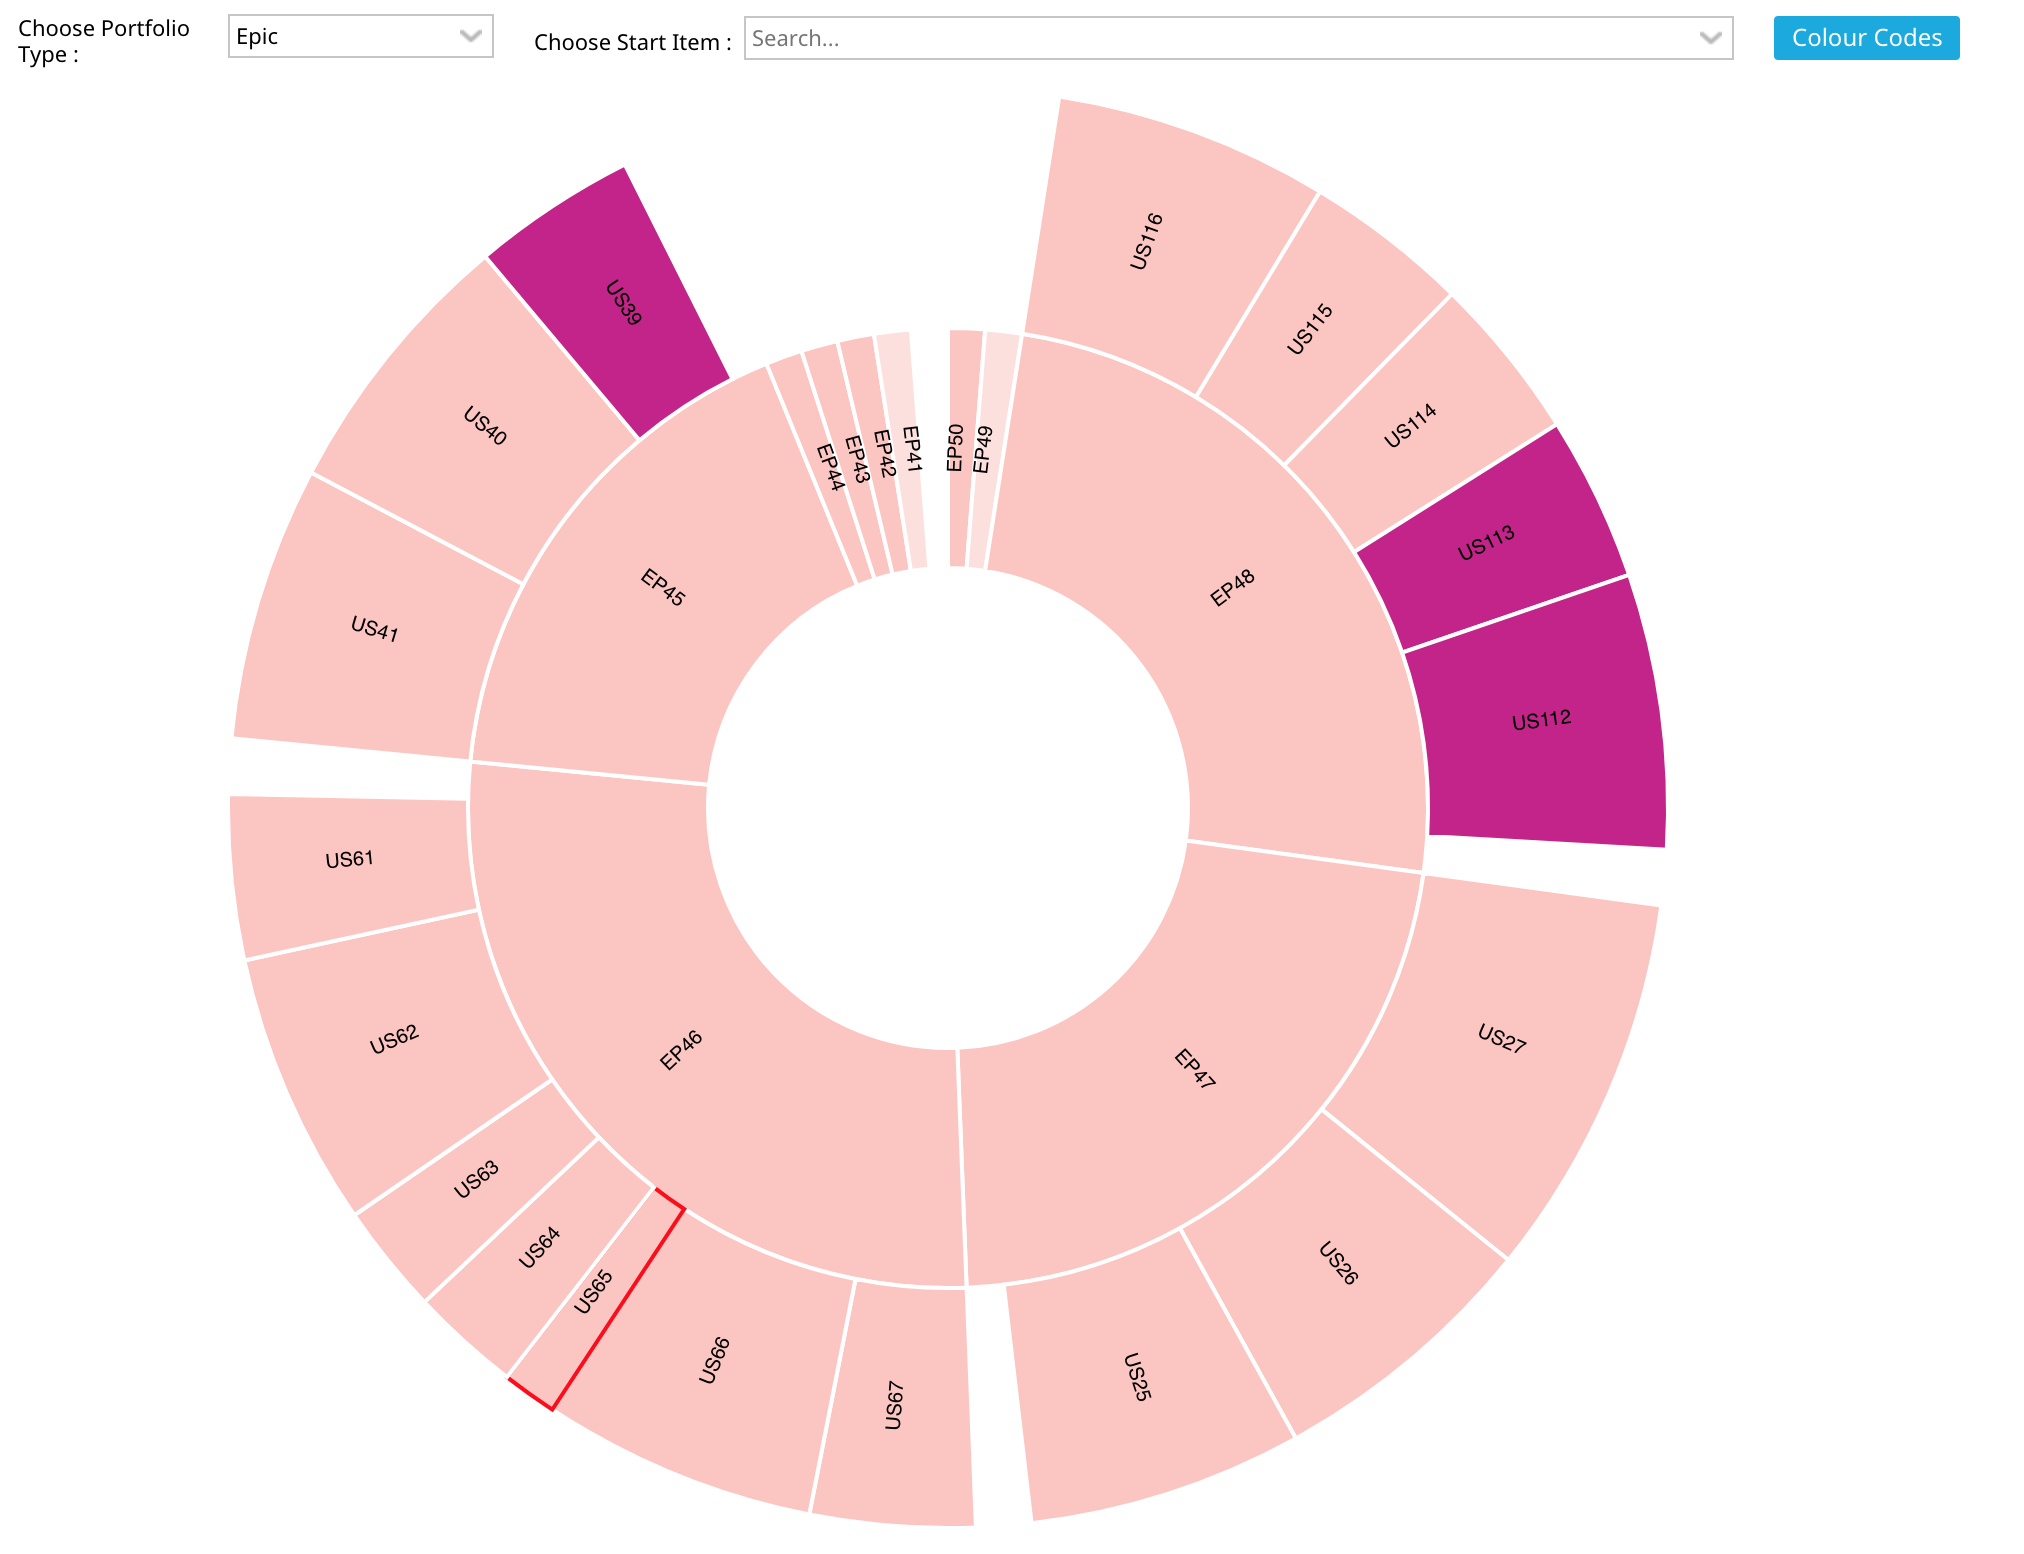 Choose Portfolio
Type :
Epic
Choose Start Item :
Search...
Colour Codes
US116
US115
US114
US113
US112
US39
US40
US41
EP44
EP43
EP42
EP41
EP50
EP49
EP45
EP48
EP46
EP47
US61
US62
US63
US64
US65
US66
US67
US25
US26
US27